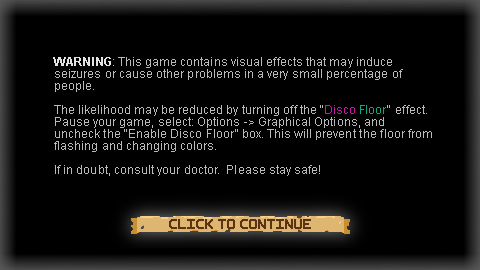 WARNING: This game contains visual effects that may induce
seizures or cause other problems in a very small percentage of
people.
The likelihood may be reduced by turning off the "Disco Floor" effect.
Pause your game, select: Options -> Graphical Options, and
uncheck the "Enable Disco Floor" box. This will prevent the floor from
flashing and changing colors.
If in doubt, consult your doctor. Please stay safe!
CLICK TO CONTINUE